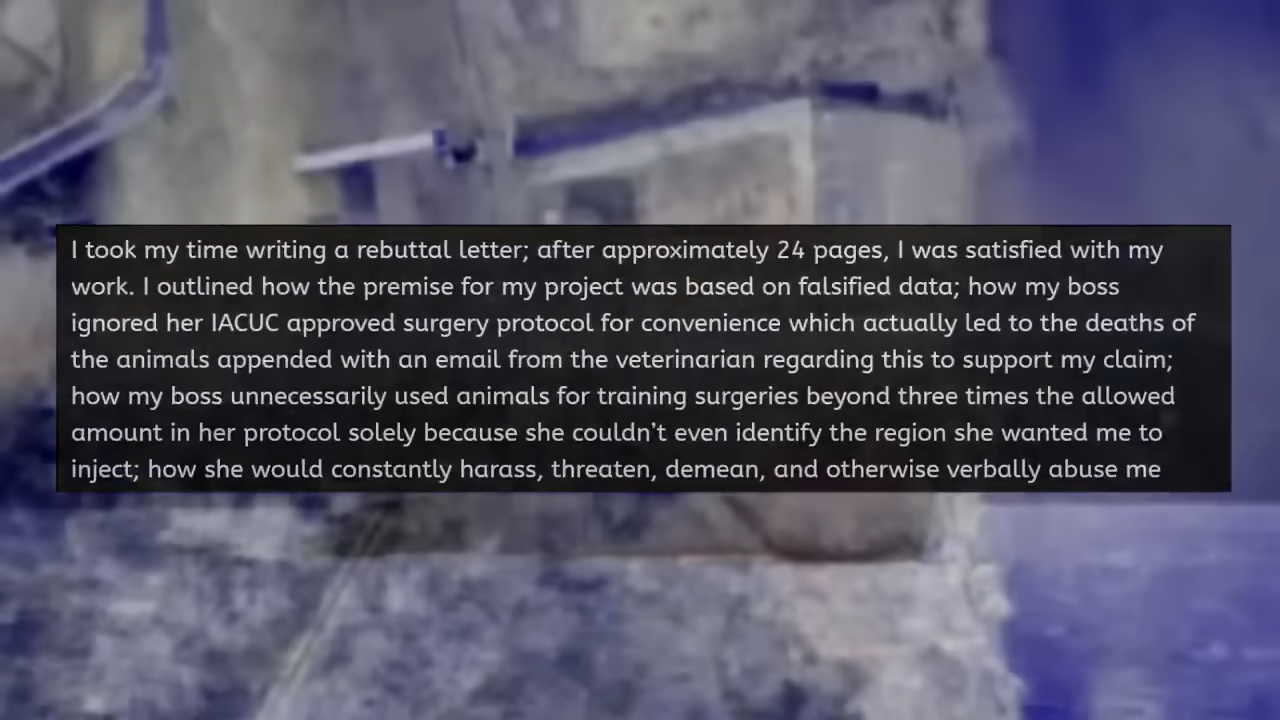 I took my time writing a rebuttal letter; after approximately 24 pages, I was satisfied with my
work. I outlined how the premise for my project was based on falsified data; how my boss
ignored her IACUC approved surgery protocol for convenience which actually led to the deaths of
the animals appended with an email from the veterinarian regarding this to support my claim;
how my boss unnecessarily used animals for training surgeries beyond three times the allowed
amount in her protocol solely because she couldn’t even identify the region she wanted me to
inject; how she would constantly harass, threaten, demean, and otherwise verbally abuse me